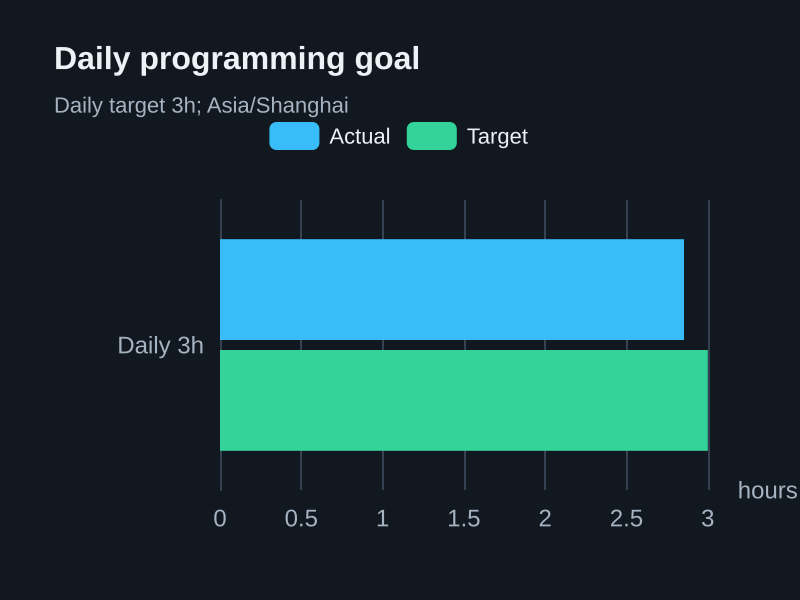 Daily programming goal
Daily target 3h; Asia/Shanghai
Actual Target
Daily 3h
hours
0 0.5 1 1.5 2 2.5 3